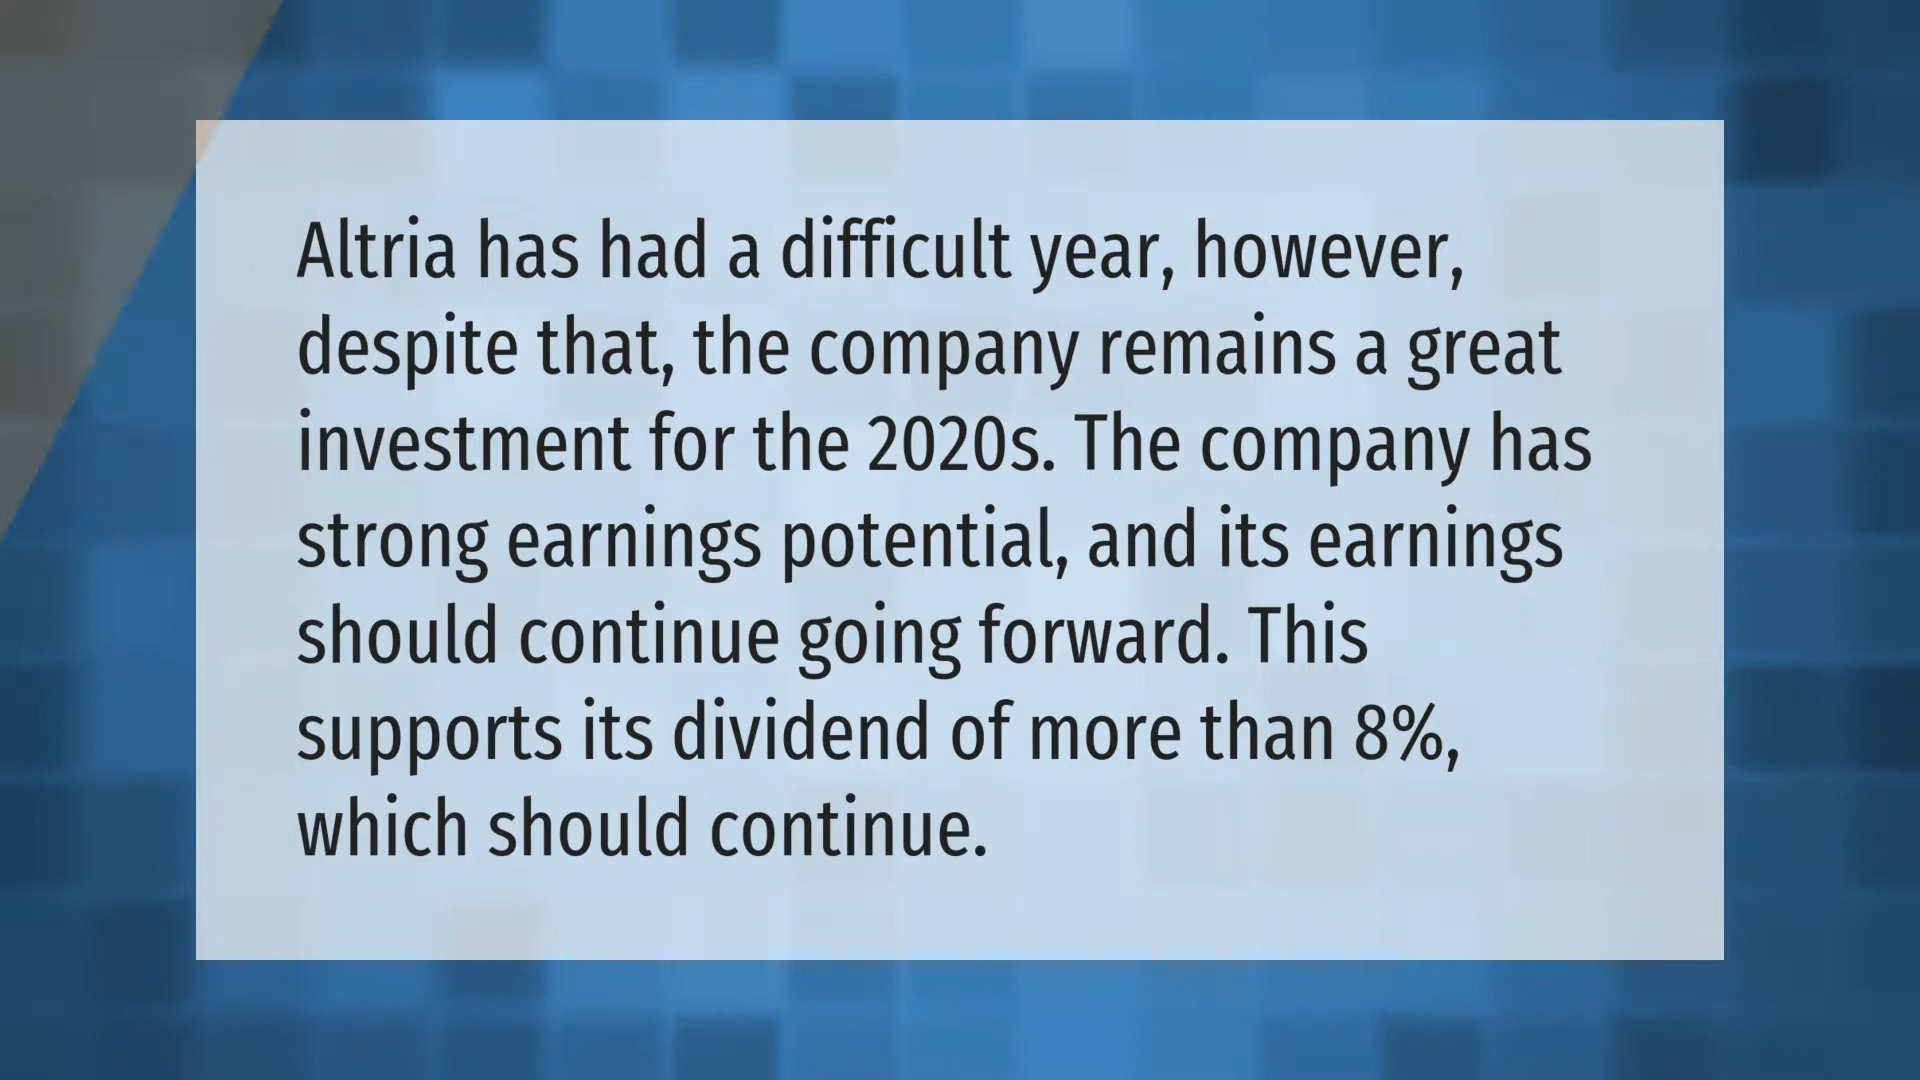 Altria has had a difficult year, however,
despite that, the company remains a great
investment for the 2020s. The company has
strong earnings potential, and its earnings
should continue going forward. This
supports its dividend of more than 8%,
which should continue.